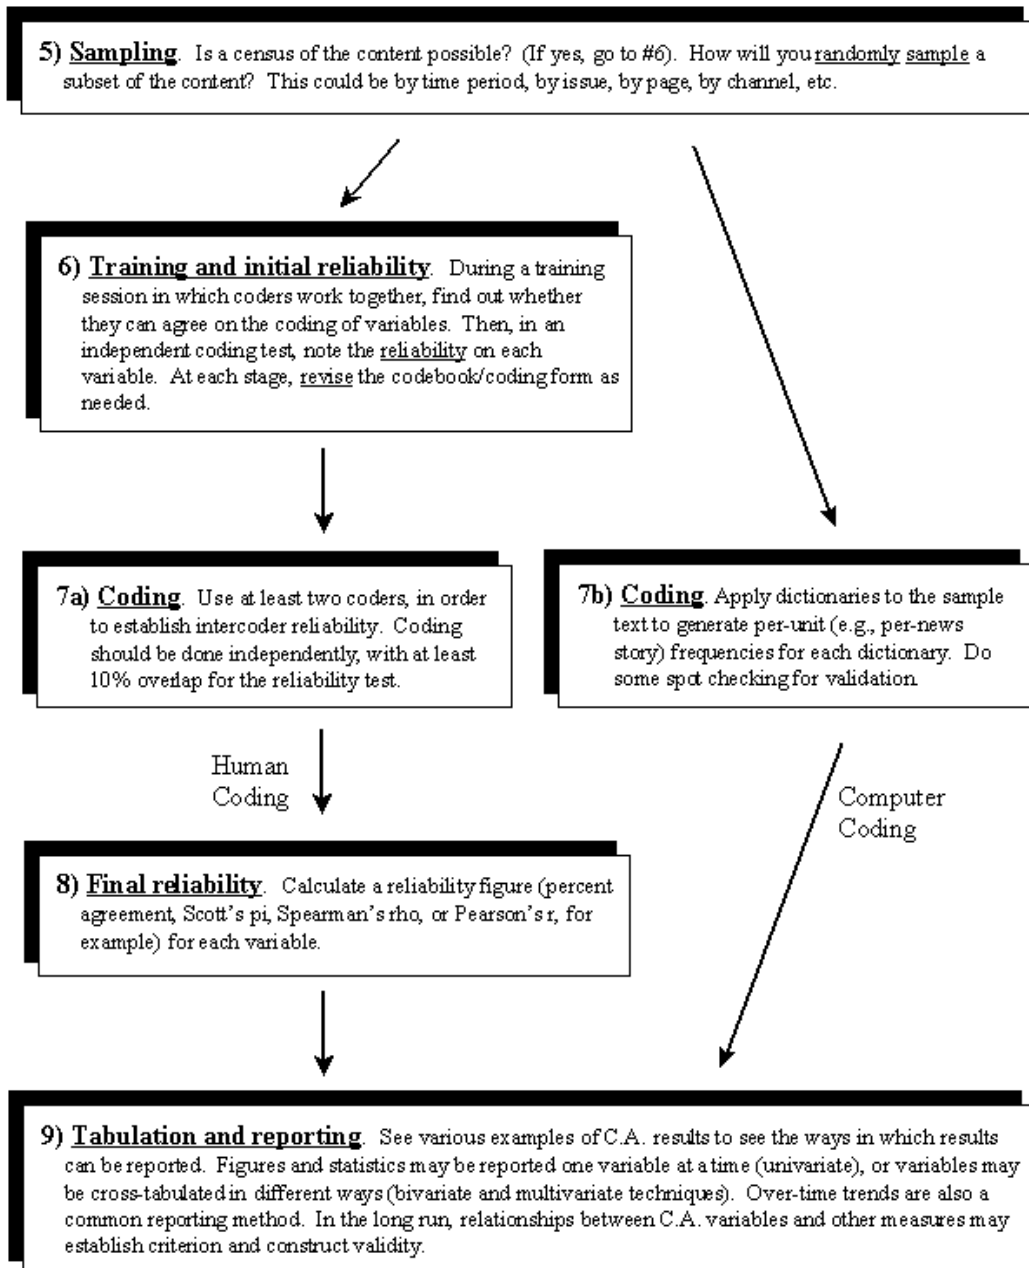 5) Sampling. Is a census of the content possible? (If yes, go to #6). How will you randomly sample a
subset of the content? This could be by time period, by issue, by page, by channel, etc.
6) Training and initial reliability. During a training
session in which coders work together, find out whether
they can agree on the coding of variables. Then, in an
independent coding test, note the reliability on each
variable. At each stage, revise the codebook/coding form as
needed.
7a) Coding. Use at least two coders, in order
to establish intercoder reliability. Coding
should be done independently, with at least
10% overlap for the reliability test.
7b) Coding. Apply dictionaries to the sample
text to generate per-unit (e.g., per-news
story) frequencies for each dictionary. Do
some spot checking for validation.
Human
Coding
Computer
Coding
8) Final reliability. Calculate a reliability figure (percent
agreement, Scott's pi, Spearman's rho, or Pearson's r, for
example) for each variable.
9) Tabulation and reporting. See various examples of C.A. results to see the ways in which results
can be reported. Figures and statistics may be reported one variable at a time (univariate), or variables may
be cross-tabulated in different ways (bivariate and multivariate techniques). Over-time trends are also a
common reporting method. In the long run, relationships between C.A. variables and other measures may
establish criterion and construct validity.